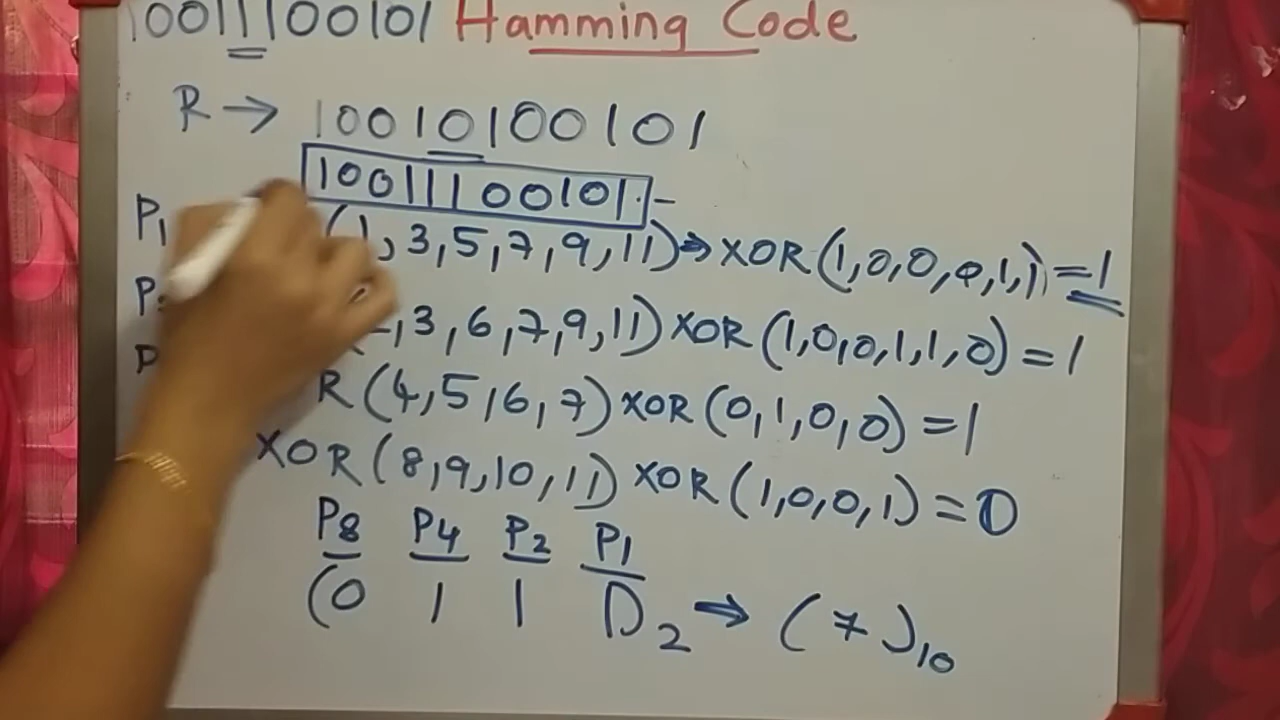 100111100101 Hamming Code
R → 10010100101
10011100101.-
P1 (1,3,5,7,9,11)→ XOR(1,0,0,0,1,1)=1
,3,6,7,9,11) XOR(1,0,0,1,1,0)=1
R(4,5,6,7) XOR(0,1,0,0)=1
XOR(8,9,10,11) XOR(1,0,0,1)=0
P8 P4 P2 P1
(0 1 1 1)2 ⇒ (7)10